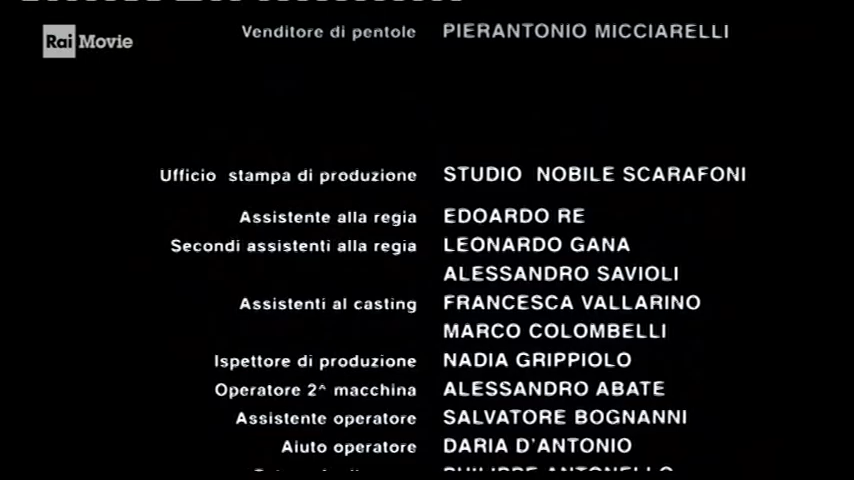 Rai Movie
Venditore di pentole PIERANTONIO MICCIARELLI
Ufficio stampa di produzione STUDIO NOBILE SCARAFONI
Assistente alla regia EDOARDO RE
Secondi assistenti alla regia LEONARDO GANA
ALESSANDRO SAVIOLI
Assistenti al casting FRANCESCA VALLARINO
MARCO COLOMBELLI
Ispettore di produzione NADIA GRIPPIOLO
Operatore 2^ macchina ALESSANDRO ABATE
Assistente operatore SALVATORE BOGNANNI
Aiuto operatore DARIA D'ANTONIO
PHILIPPE ANTONELLO